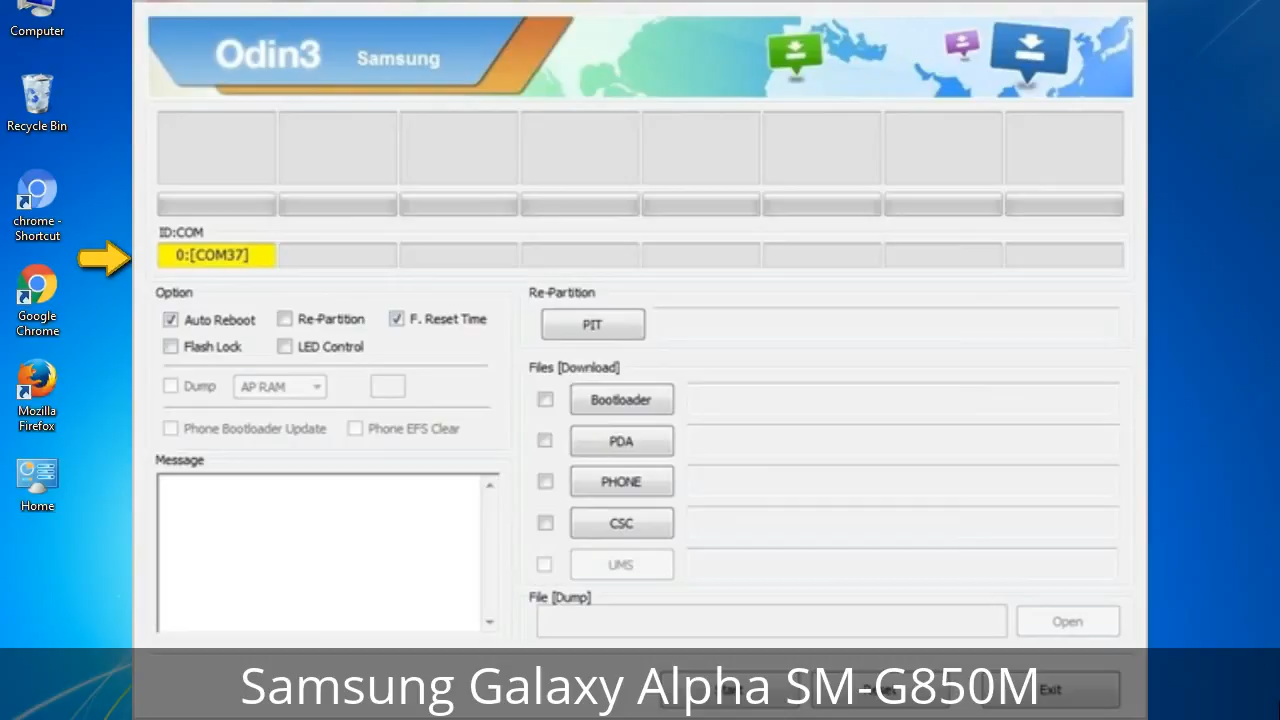 Computer
Recycle Bin
chrome -
Shortcut
Google
Chrome
Mozilla
Firefox
Home
Odin3 Samsung
ID:COM
0:[COM37]
Option
Auto Reboot Re-Partition F. Reset Time
Flash Lock LED Control
Dump AP RAM
Phone Bootloader Update Phone EFS Clear
Message
Re-Partition
PIT
Files [Download]
Bootloader
PDA
PHONE
CSC
UMS
File [Dump]
Open
Exit
Samsung Galaxy Alpha SM-G850M